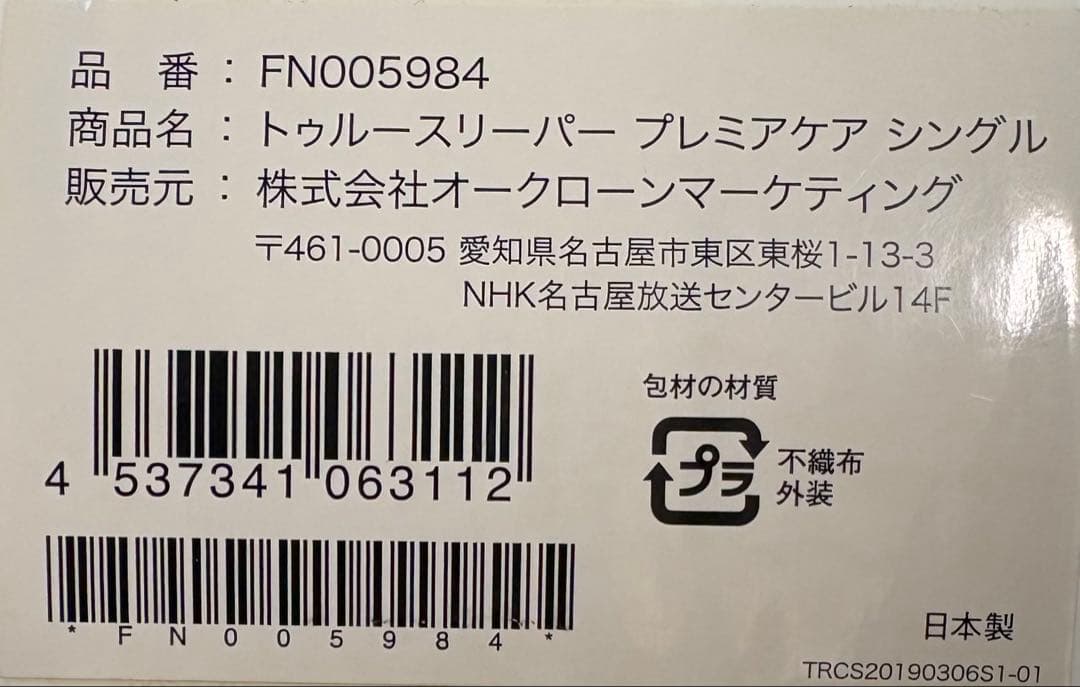 品　番：FN005984
商品名：トゥルースリーパー プレミアケア シングル
販売元：株式会社オークローンマーケティング
〒461-0005 愛知県名古屋市東区東桜1-13-3
NHK名古屋放送センタービル14F
4 537341 063112
包材の材質
プラ
不織布
外装
*FN005984*
日本製
TRCS20190306S1-01